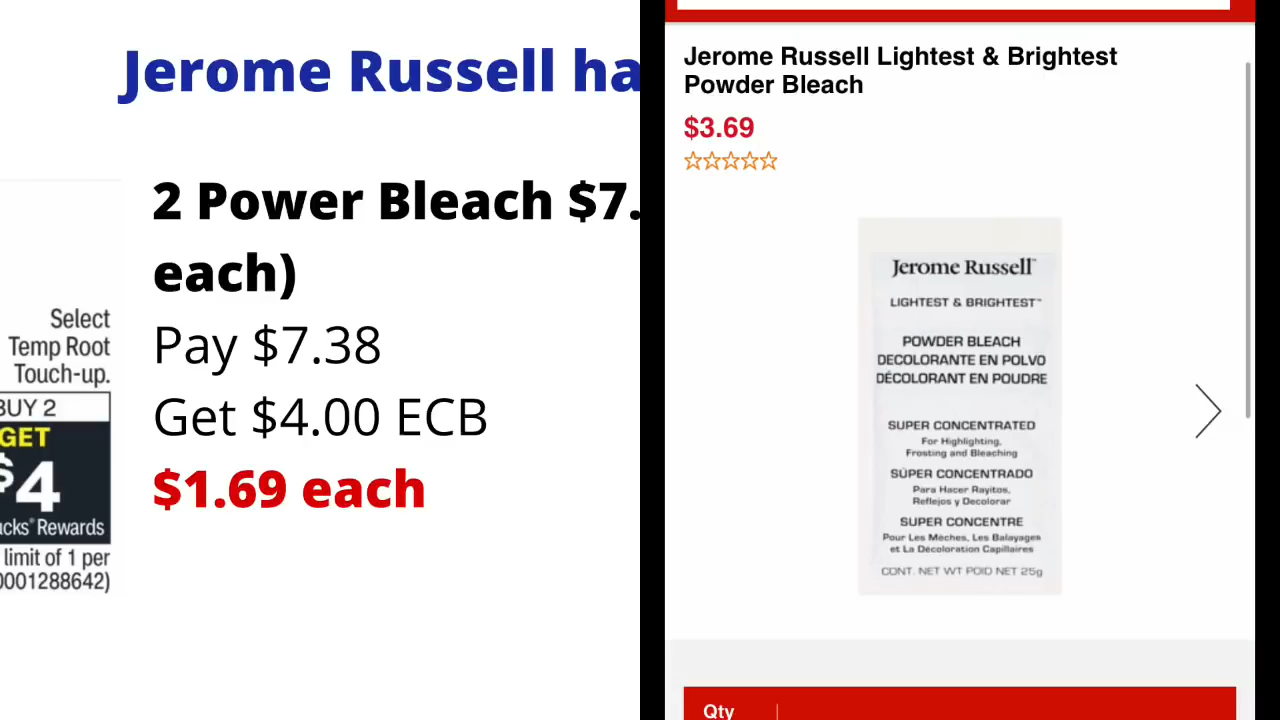 Jerome Russell ha
2 Power Bleach $7.
each)
Pay $7.38
Get $4.00 ECB
$1.69 each
Select
Temp Root
Touch-up.
BUY 2
GET
$4
ucks® Rewards
limit of 1 per
0001288642)
Jerome Russell Lightest & Brightest
Powder Bleach
$3.69
Jerome Russell™
LIGHTEST & BRIGHTEST™
POWDER BLEACH
DECOLORANTE EN POLVO
DÉCOLORANT EN POUDRE
SUPER CONCENTRATED
For Highlighting,
Frosting and Bleaching
SÚPER CONCENTRADO
Para Hacer Rayitos,
Reflejos y Decolorar
SUPER CONCENTRE
Pour Les Mèches, Les Balayages
et La Décoloration Capillaires
CONT. NET WT POID NET 25g
Qty